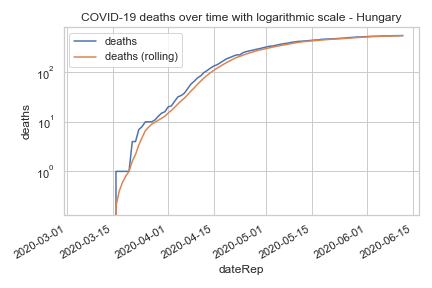 COVID-19 deaths over time with logarithmic scale - Hungary
deaths
deaths (rolling)
deaths
10²
10¹
10⁰
2020-03-01
2020-03-15
2020-04-01
2020-04-15
2020-05-01
2020-05-15
2020-06-01
2020-06-15
dateRep